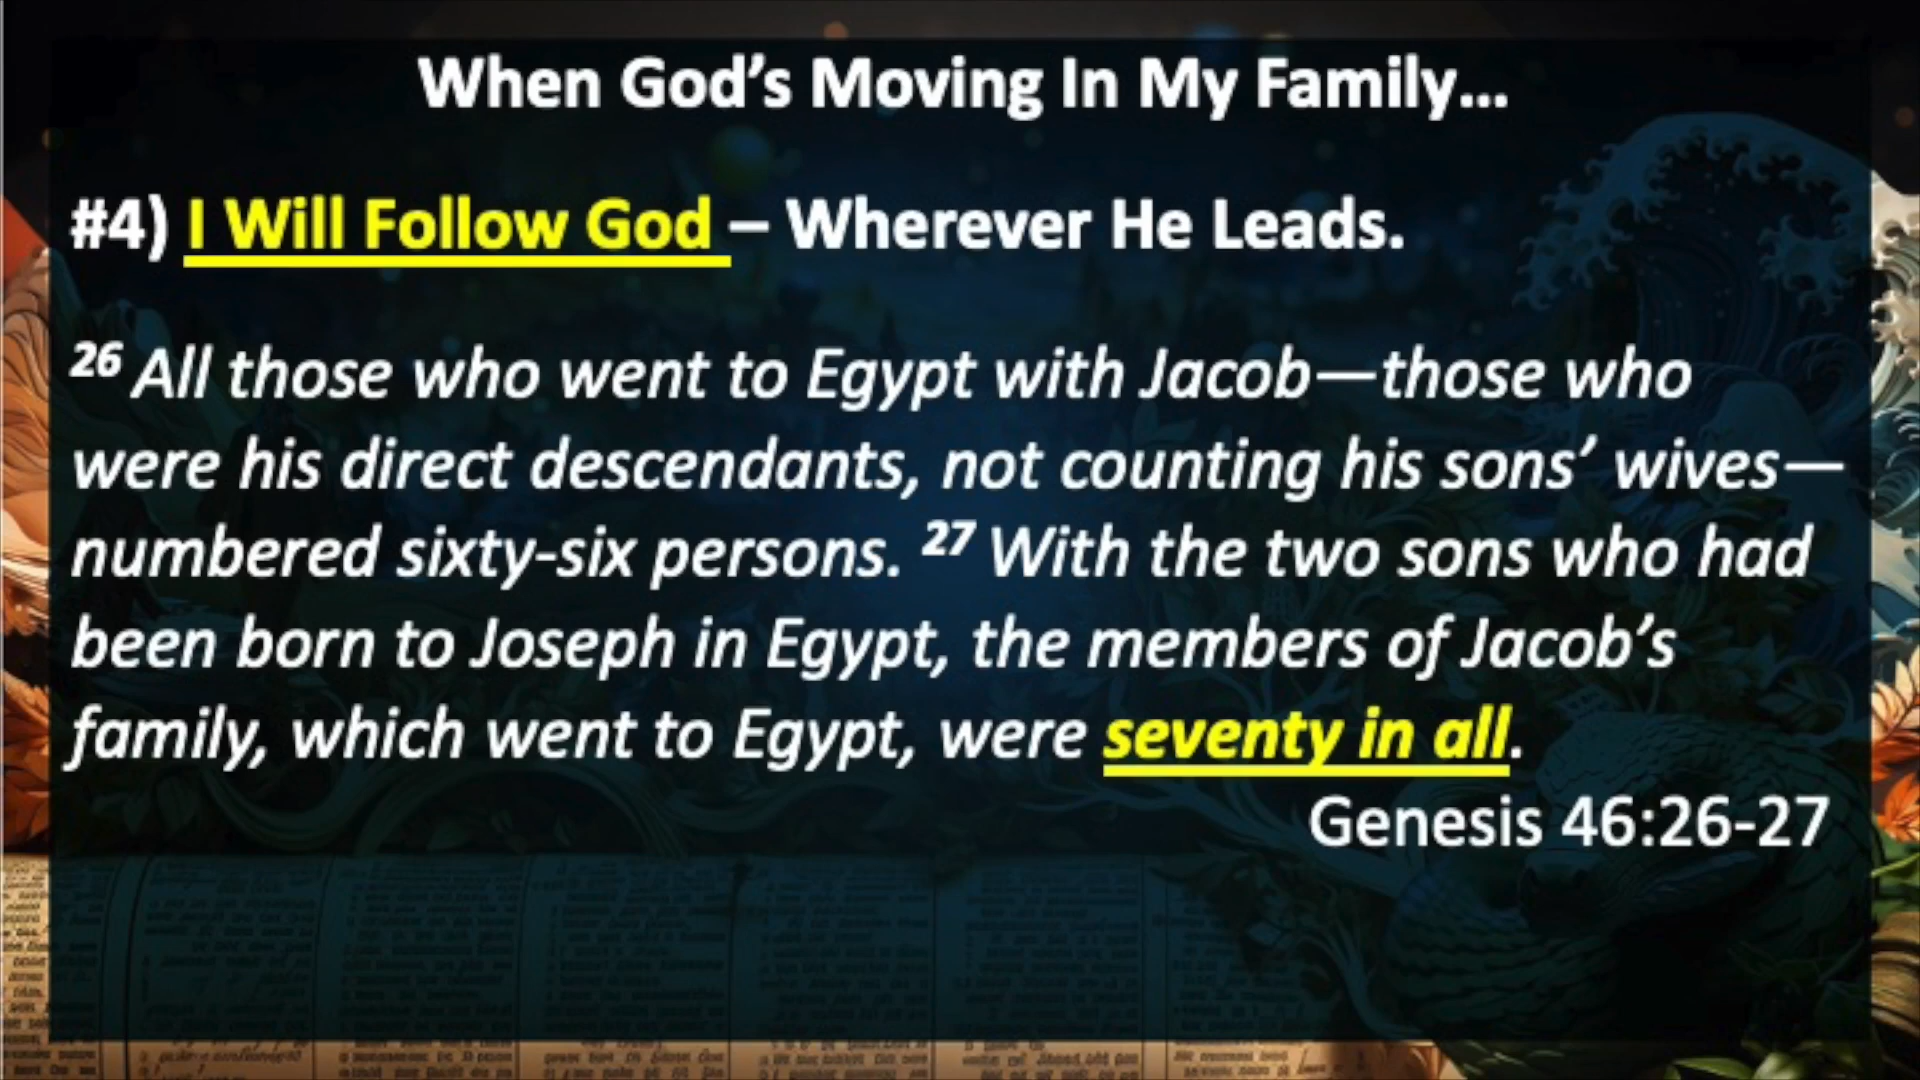 When God’s Moving In My Family...
#4) I Will Follow God – Wherever He Leads.
26 All those who went to Egypt with Jacob—those who
were his direct descendants, not counting his sons’ wives—
numbered sixty-six persons. 27 With the two sons who had
been born to Joseph in Egypt, the members of Jacob’s
family, which went to Egypt, were seventy in all.
Genesis 46:26-27